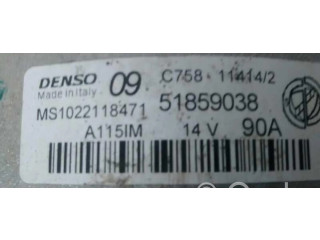 DENSO 09 C758 - 11414/2
Made in Italy
MS1022118471 51859038
A115IM 14 V 90A